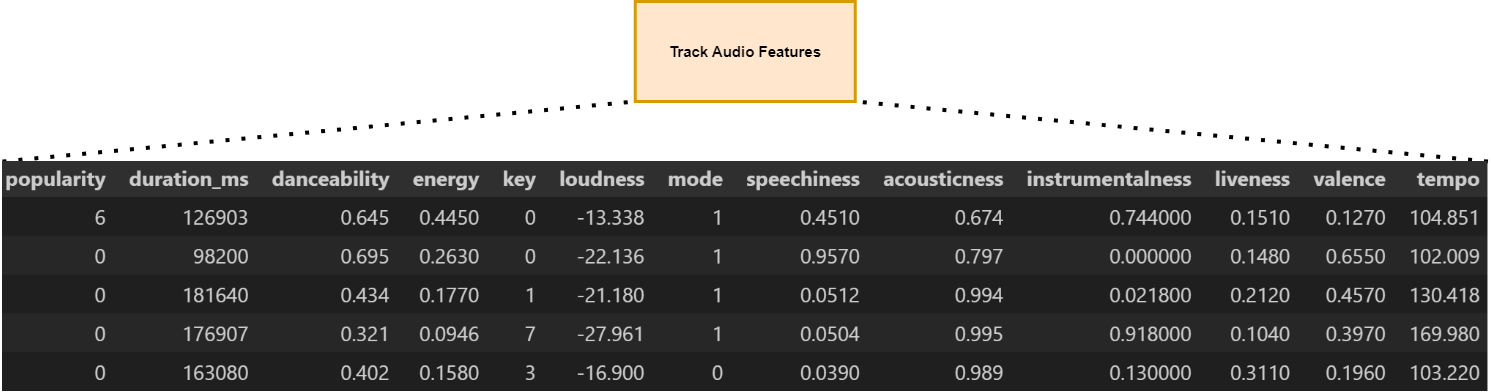 Track Audio Features
popularity duration_ms danceability energy key loudness mode speechiness acousticness instrumentalness liveness valence tempo
6 126903 0.645 0.4450 0 -13.338 1 0.4510 0.674 0.744000 0.1510 0.1270 104.851
0 98200 0.695 0.2630 0 -22.136 1 0.9570 0.797 0.000000 0.1480 0.6550 102.009
0 181640 0.434 0.1770 1 -21.180 1 0.0512 0.994 0.021800 0.2120 0.4570 130.418
0 176907 0.321 0.0946 7 -27.961 1 0.0504 0.995 0.918000 0.1040 0.3970 169.980
0 163080 0.402 0.1580 3 -16.900 0 0.0390 0.989 0.130000 0.3110 0.1960 103.220